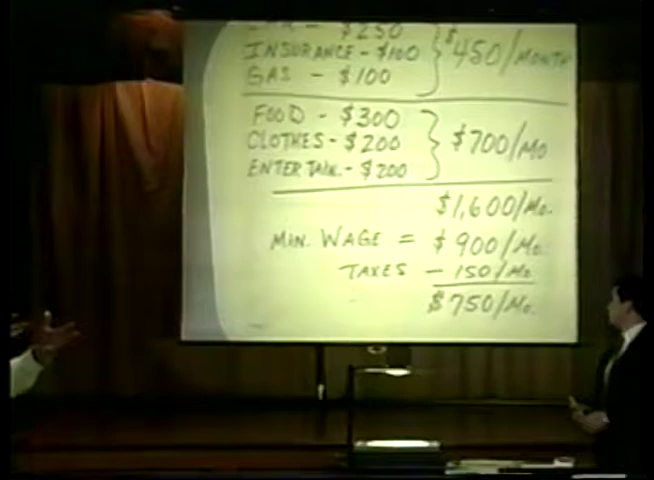 $250
INSURANCE - $100 } $450/MONTH
GAS - $100
FOOD - $300
CLOTHES - $200 } $700/MO
ENTERTAIN. - $200
$1,600/MO.
MIN. WAGE = $900/MO.
TAXES - 150/MO
$750/MO.